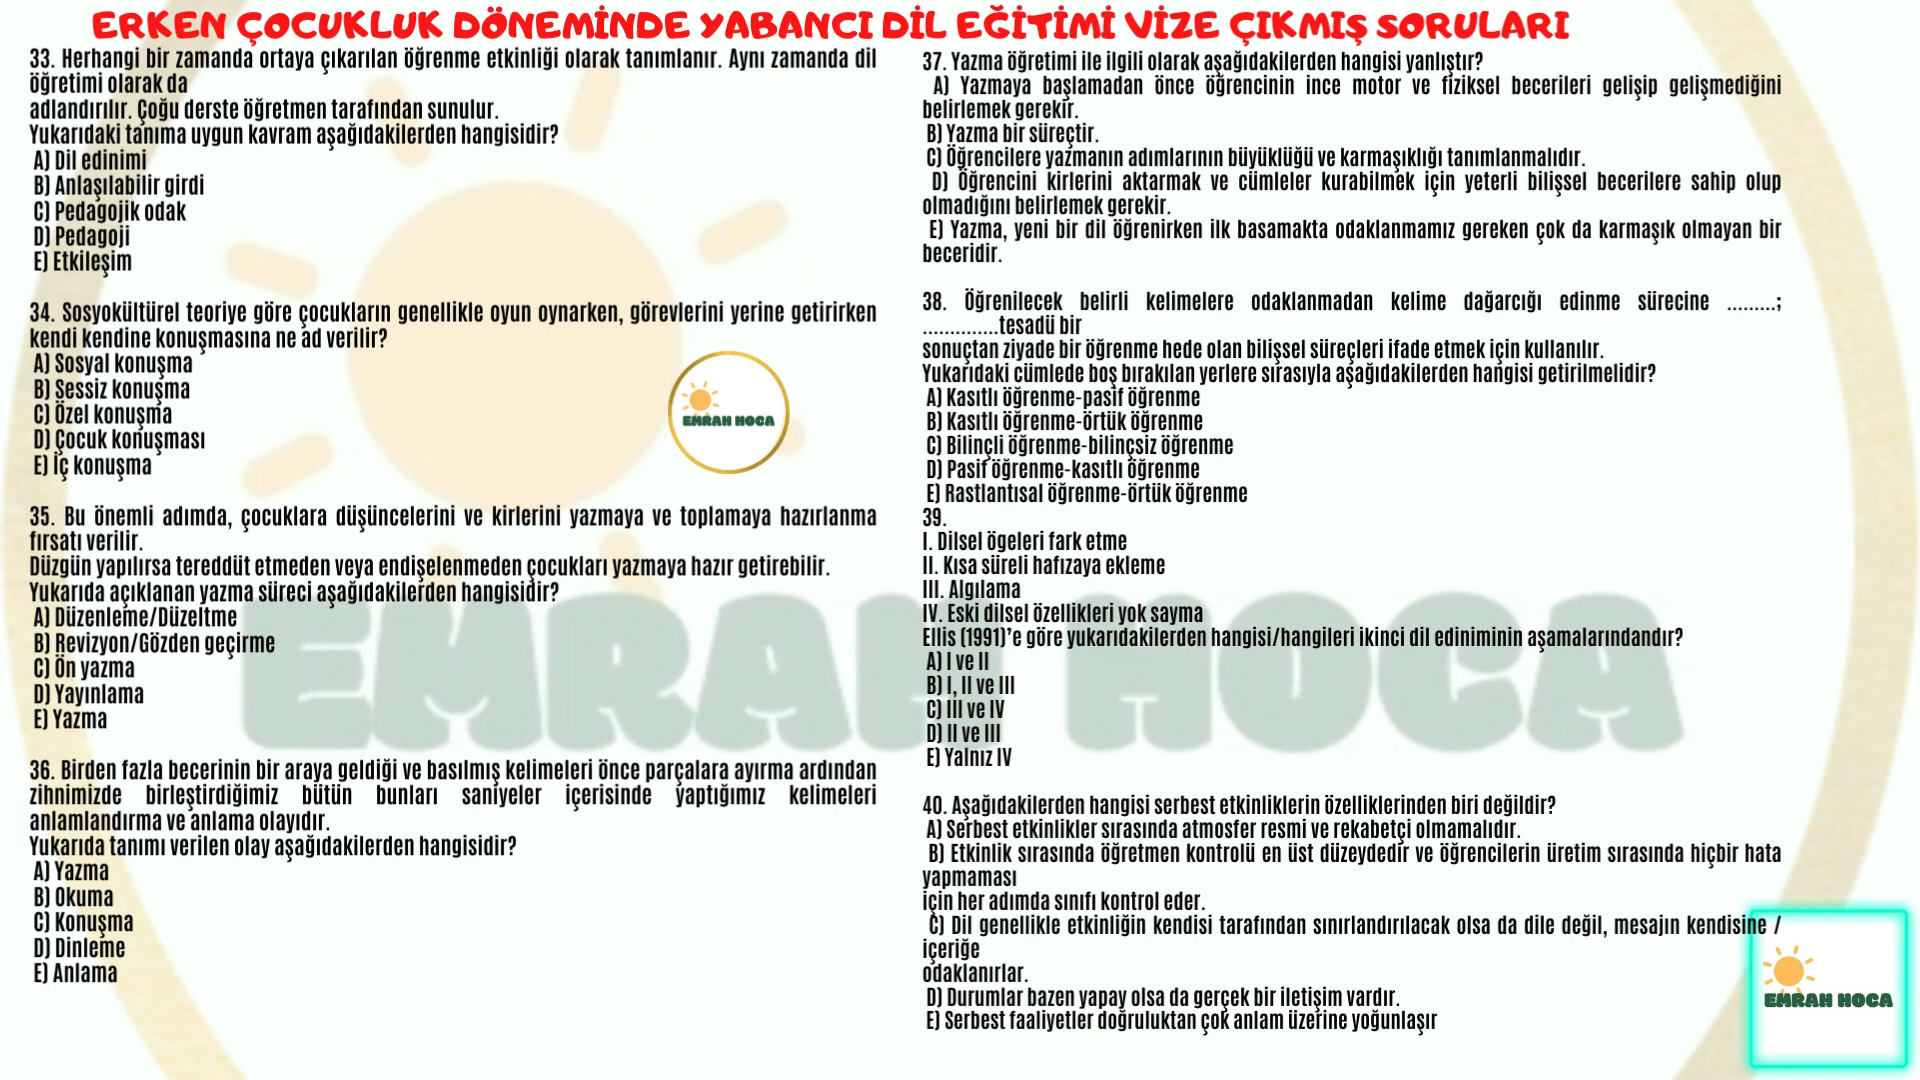 ERKEN ÇOCUKLUK DÖNEMİNDE YABANCI DİL EĞİTİMİ VİZE ÇIKMIŞ SORULARI
33. Herhangi bir zamanda ortaya çıkarılan öğrenme etkinliği olarak tanımlanır. Aynı zamanda dil
öğretimi olarak da
adlandırılır. Çoğu derste öğretmen tarafından sunulur.
Yukarıdaki tanıma uygun kavram aşağıdakilerden hangisidir?
A) Dil edinimi
B) Anlaşılabilir girdi
C) Pedagojik odak
D) Pedagoji
E) Etkileşim
34. Sosyokültürel teoriye göre çocukların genellikle oyun oynarken, görevlerini yerine getirirken
kendi kendine konuşmasına ne ad verilir?
A) Sosyal konuşma
B) Sessiz konuşma
C) Özel konuşma
D) Çocuk konuşması
E) İç konuşma
35. Bu önemli adımda, çocuklara düşüncelerini ve kirlerini yazmaya ve toplamaya hazırlanma
fırsatı verilir.
Düzgün yapılırsa tereddüt etmeden veya endişelenmeden çocukları yazmaya hazır getirebilir.
Yukarıda açıklanan yazma süreci aşağıdakilerden hangisidir?
A) Düzenleme/Düzeltme
B) Revizyon/Gözden geçirme
C) Ön yazma
D) Yayınlama
E) Yazma
36. Birden fazla becerinin bir araya geldiği ve basılmış kelimeleri önce parçalara ayırma ardından
zihnimizde birleştirdiğimiz bütün bunları saniyeler içerisinde yaptığımız kelimeleri
anlamlandırma ve anlama olayıdır.
Yukarıda tanımı verilen olay aşağıdakilerden hangisidir?
A) Yazma
B) Okuma
C) Konuşma
D) Dinleme
E) Anlama
37. Yazma öğretimi ile ilgili olarak aşağıdakilerden hangisi yanlıştır?
A) Yazmaya başlamadan önce öğrencinin ince motor ve fiziksel becerileri gelişip gelişmediğini
belirlemek gerekir.
B) Yazma bir süreçtir.
C) Öğrencilere yazmanın adımlarının büyüklüğü ve karmaşıklığı tanımlanmalıdır.
D) Öğrencini kirlerini aktarmak ve cümleler kurabilmek için yeterli bilişsel becerilere sahip olup
olmadığını belirlemek gerekir.
E) Yazma, yeni bir dil öğrenirken ilk basamakta odaklanmamız gereken çok da karmaşık olmayan bir
beceridir.
38. Öğrenilecek belirli kelimelere odaklanmadan kelime dağarcığı edinme sürecine .........;
..............tesadü bir
sonuçtan ziyade bir öğrenme hede olan bilişsel süreçleri ifade etmek için kullanılır.
Yukarıdaki cümlede boş bırakılan yerlere sırasıyla aşağıdakilerden hangisi getirilmelidir?
A) Kasıtlı öğrenme-pasif öğrenme
B) Kasıtlı öğrenme-örtük öğrenme
C) Bilinçli öğrenme-bilinçsiz öğrenme
D) Pasif öğrenme-kasıtlı öğrenme
E) Rastlantısal öğrenme-örtük öğrenme
39.
I. Dilsel ögeleri fark etme
II. Kısa süreli hafızaya ekleme
III. Algılama
IV. Eski dilsel özellikleri yok sayma
Ellis (1991)’e göre yukarıdakilerden hangisi/hangileri ikinci dil ediniminin aşamalarındandır?
A) I ve II
B) I, II ve III
C) III ve IV
D) II ve III
E) Yalnız IV
40. Aşağıdakilerden hangisi serbest etkinliklerin özelliklerinden biri değildir?
A) Serbest etkinlikler sırasında atmosfer resmi ve rekabetçi olmamalıdır.
B) Etkinlik sırasında öğretmen kontrolü en üst düzeydedir ve öğrencilerin üretim sırasında hiçbir hata
yapmaması
için her adımda sınıfı kontrol eder.
C) Dil genellikle etkinliğin kendisi tarafından sınırlandırılacak olsa da dile değil, mesajın kendisine /
içeriğe
odaklanırlar.
D) Durumlar bazen yapay olsa da gerçek bir iletişim vardır.
E) Serbest faaliyetler doğruluktan çok anlam üzerine yoğunlaşır
EMRAH HOCA
EMRAH HOCA
EMRAH HOCA